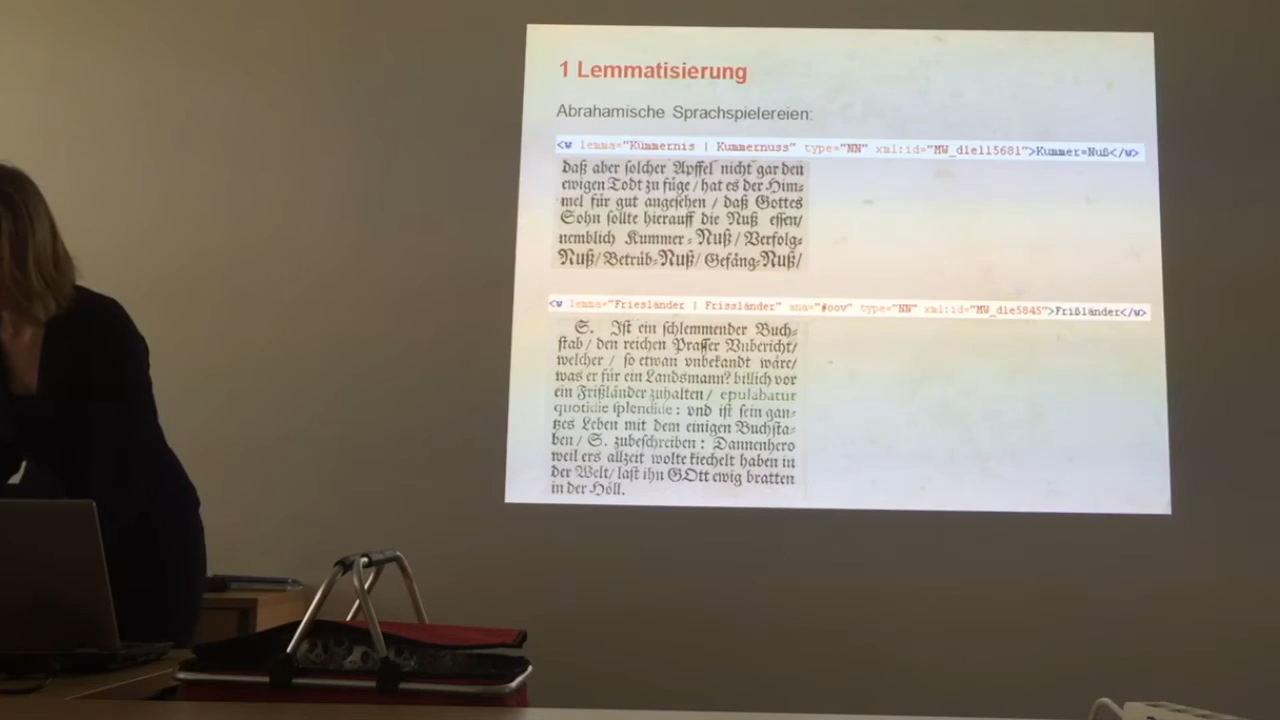 1 Lemmatisierung
Abrahamische Sprachspielereien:
<w lemma="Kümmernis | Kummernuss" type="NN" xml:id="MW_d1e115681">Kummer=Nuß</w>
daß aber ſolcher Apffel nicht gar den
ewigen Todt zu füge / hat es der Him⸗
mel für gut angeſehen / daß Gottes
Sohn ſollte hierauff die Nuß eſſen/
nemblich Kummer⸗Nuß / Verfolg⸗
Nuß/ Betrüb⸗Nuß/ Gefäng⸗Nuß/
<w lemma="Friesländer | Frissländer" ana="#oov" type="NN" xml:id="MW_d1e5845">Frißländer</w>
S. Iſt ein ſchlemmender Buch⸗
ſtab / den reichen Praſſer Vnbericht/
welcher / ſo etwan vnbekandt wäre/
was er für ein Landsmann? billich vor
ein Frißländer zuhalten / epulabatur
quotidie ſplendide : vnd iſt ſein gan⸗
tzes Leben mit dem einigen Buchſta⸗
ben / S. zubeſchreiben : Dannenhero
weil ers allzeit wolte kiechelt haben in
der Welt/ laſt ihn GOtt ewig bratten
in der Höll.